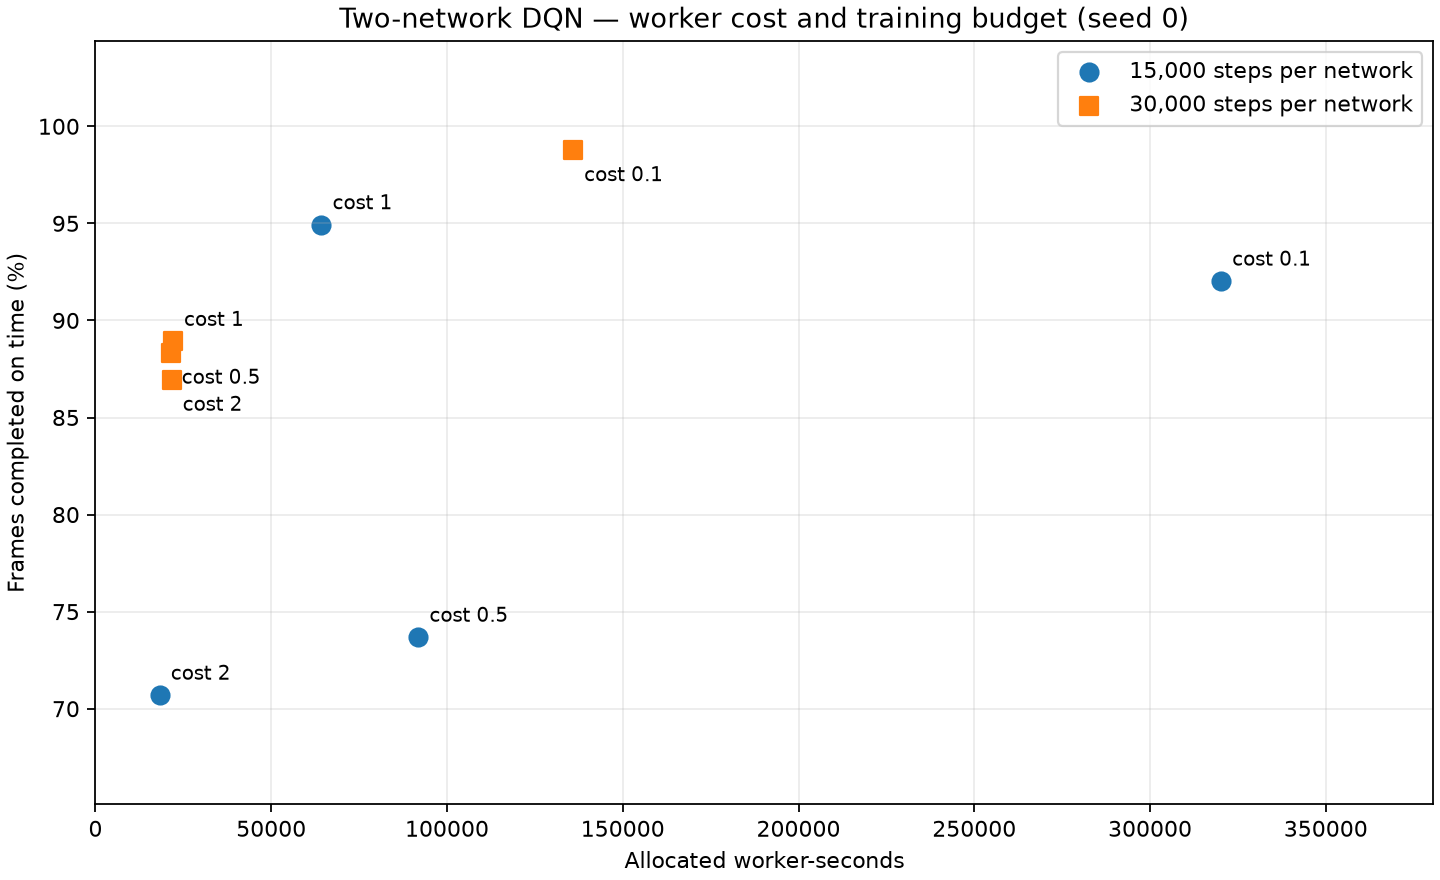 Two-network DQN — worker cost and training budget (seed 0)
15,000 steps per network
30,000 steps per network
Frames completed on time (%)
100
95
90
85
80
75
70
cost 0.1
cost 1
cost 0.1
cost 1
cost 0.5
cost 2
cost 0.5
cost 2
0
50000
100000
150000
200000
250000
300000
350000
Allocated worker-seconds